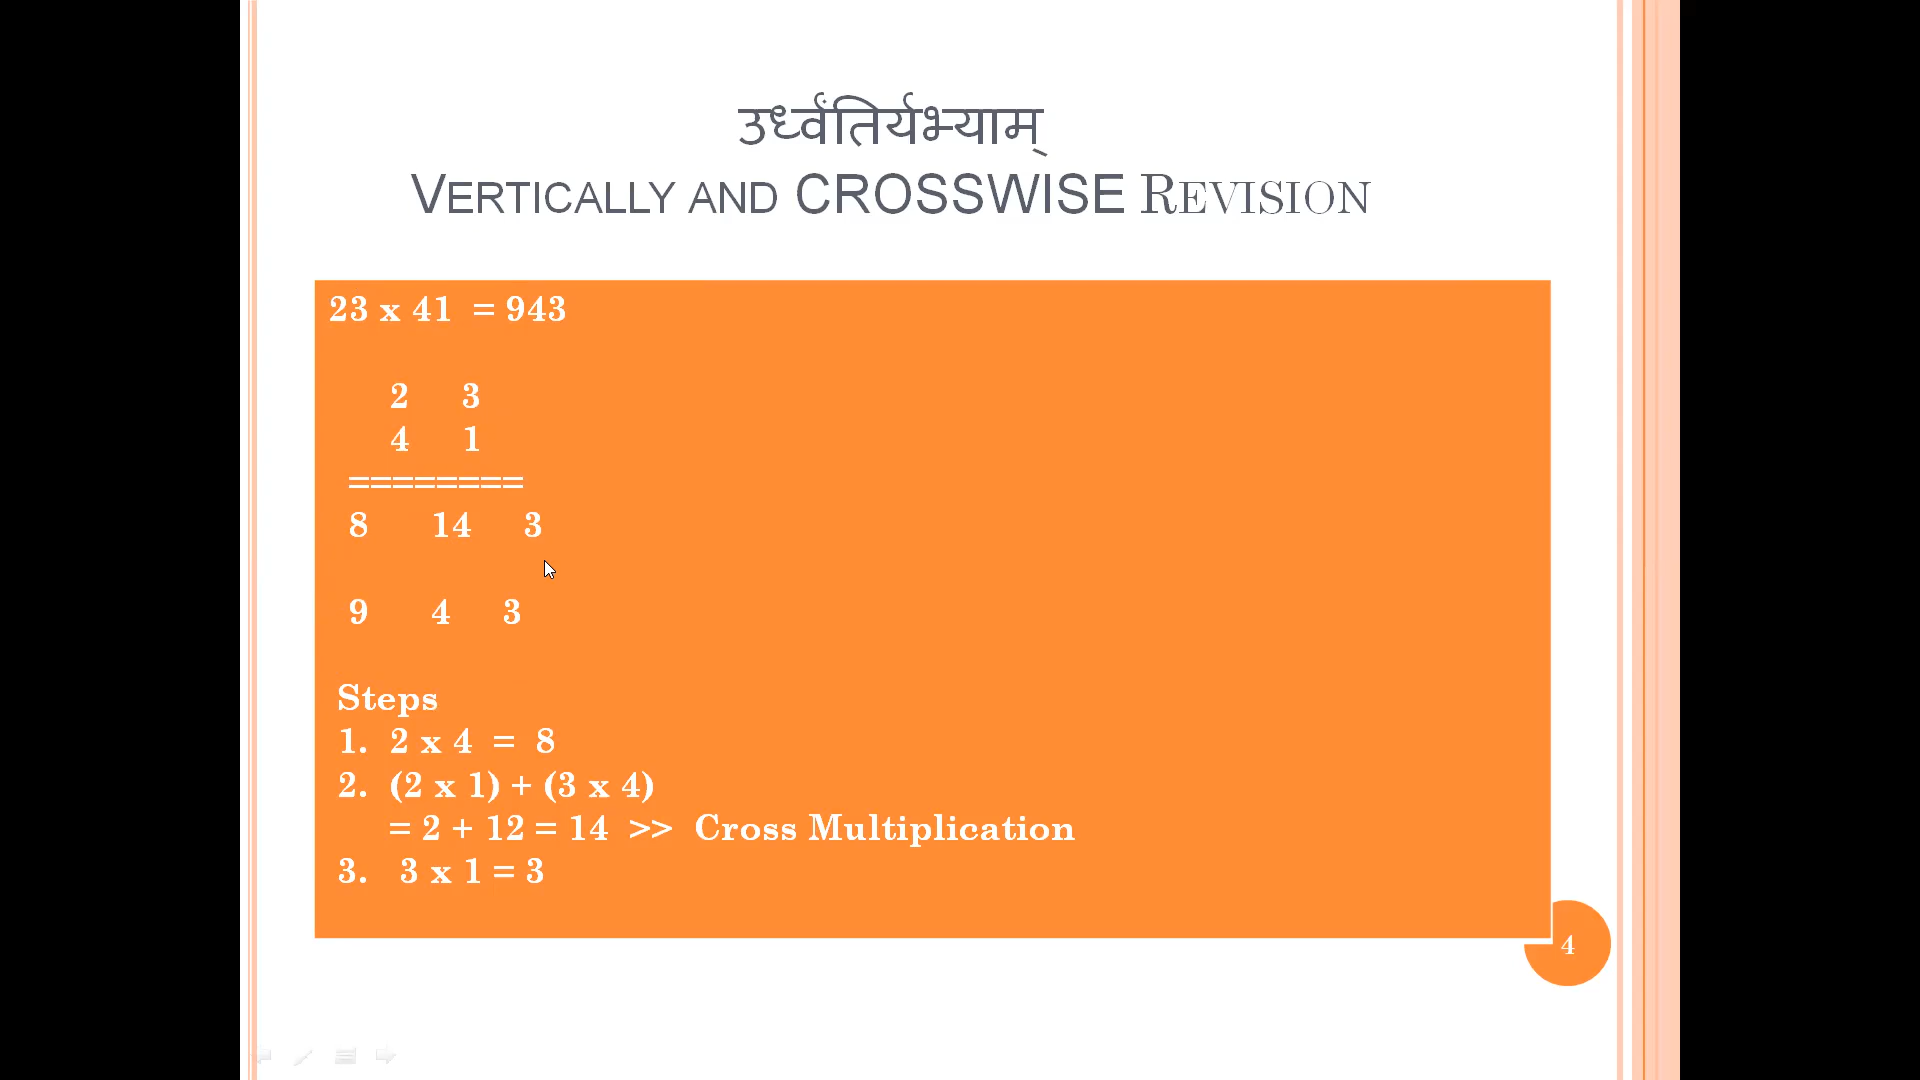 उर्ध्वंतिर्यभ्याम्
VERTICALLY AND CROSSWISE REVISION
23 x 41 = 943
2 3
4 1
========
8 14 3
9 4 3
Steps
1. 2 x 4 = 8
2. (2 x 1) + (3 x 4)
= 2 + 12 = 14 >> Cross Multiplication
3. 3 x 1 = 3
4